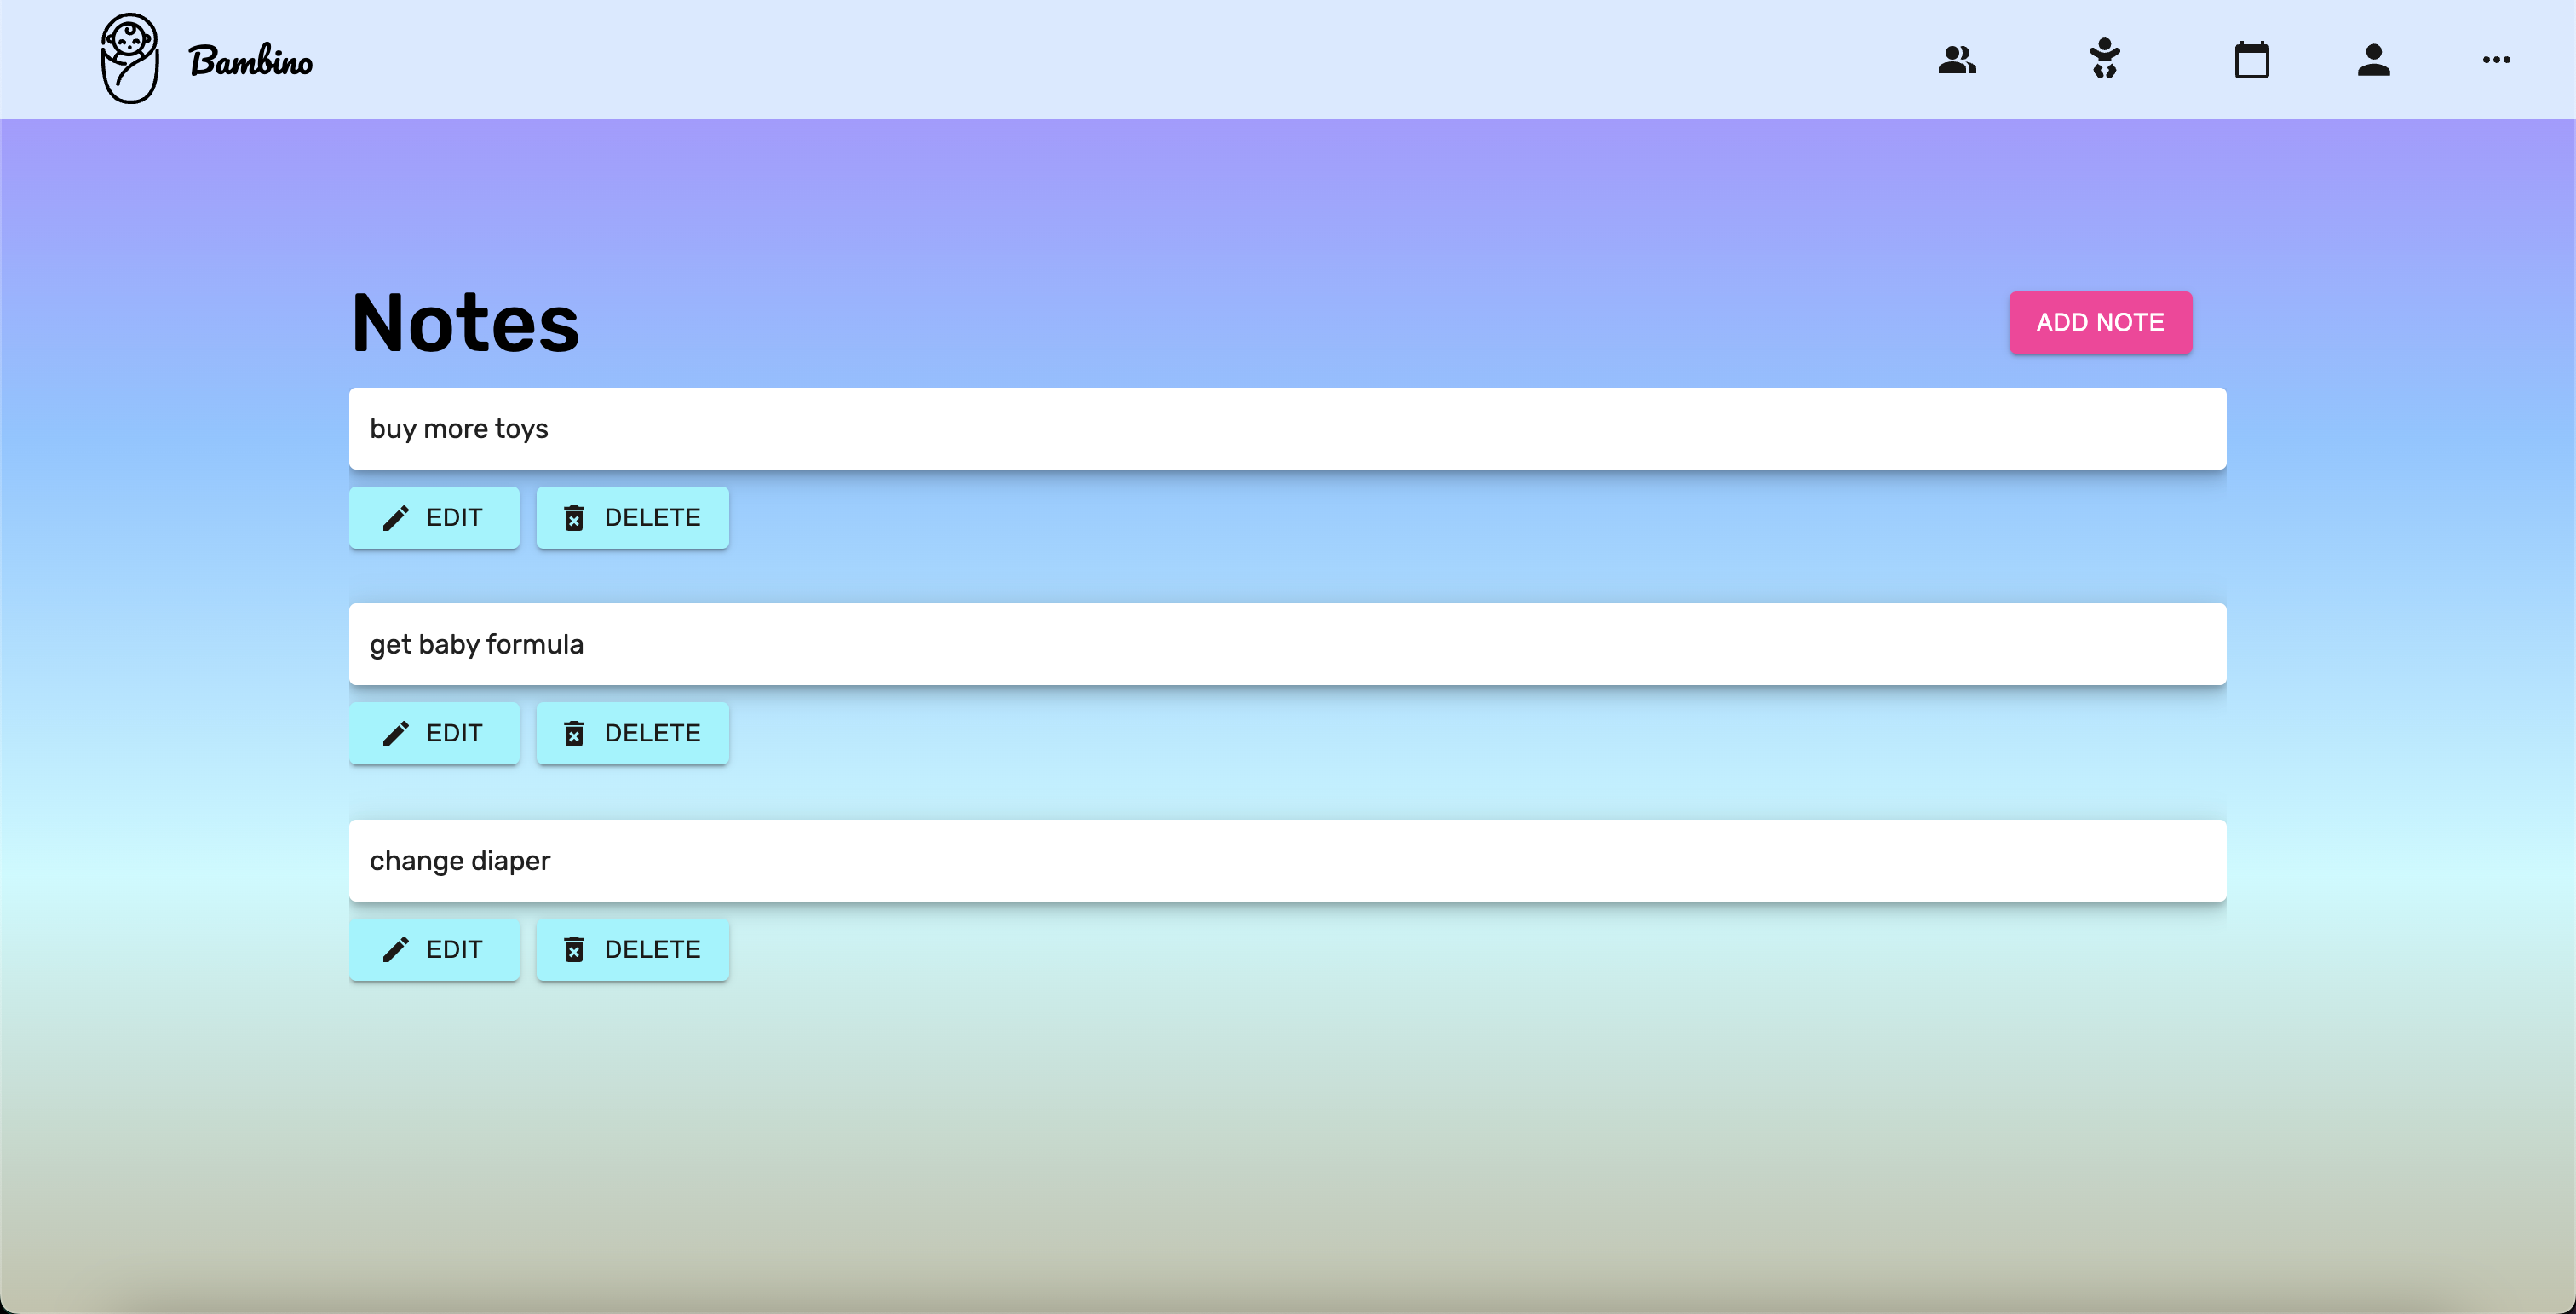 Bambino
Notes
ADD NOTE
buy more toys
EDIT DELETE
get baby formula
EDIT DELETE
change diaper
EDIT DELETE